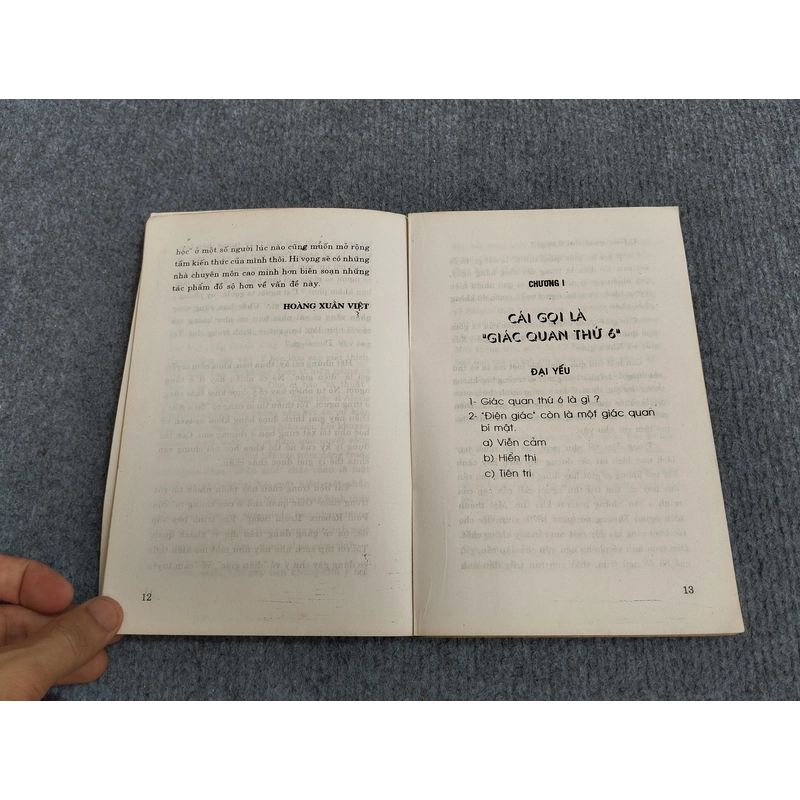 học" ở một số người lúc nào cũng muốn mở rộng
tầm kiến thức của mình thôi. Hi vọng sẽ có những
nhà chuyên môn cao minh hơn biên soạn những
tác phẩm đồ sộ hơn về vấn đề này.
HOÀNG XUÂN VIỆT
12
CHƯƠNG I
CÁI GỌI LÀ
"GIÁC QUAN THỨ 6"
ĐẠI YẾU
1- Giác quan thứ 6 là gì ?
2- "Điện giác" còn là một giác quan
bí mật.
a) Viễn cảm
b) Hiển thị
c) Tiên tri
13